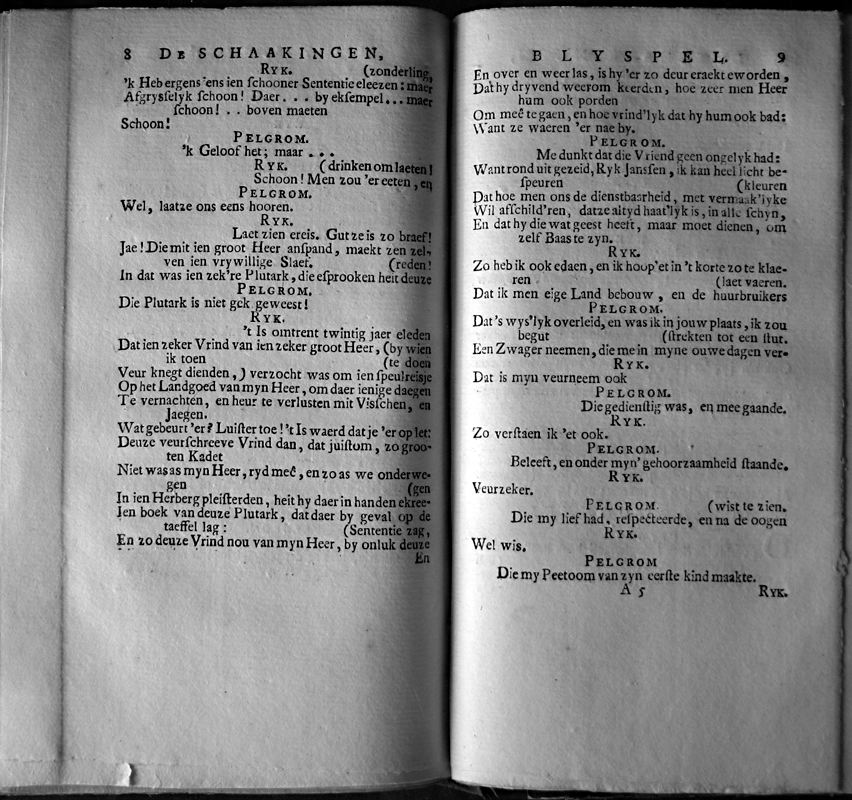 8 DE SCHAAKINGEN,
RYK. (zonderling,
'k Heb ergens 'ens ien ſchooner Sententie eleezen: maer
Afgryſſelyk ſchoon! Daer... by ekſempel... maer
ſchoon!.. boven maeten
Schoon!
PELGROM.
'k Geloof het; maar...
RYK. (drinken om laeten!
Schoon! Men zou 'er eeten, en
PELGROM.
Wel, laatze ons eens hooren.
RYK.
Laet zien ereis. Gut ze is zo braef!
Jae! Die mit ien groot Heer anſpand, maekt zen zel-
ven ien vrywillige Slaef. (reden!
In dat was ien zek're Plutark, die eſprooken heit deuze
PELGROM.
Die Plutark is niet gek geweest!
RYK.
't Is omtrent twintig jaer eleden
Dat ien zeker Vrind van ien zeker groot Heer, (by wien
ik toen (te doen
Veur knegt dienden,) verzocht was om ien ſpeulreisje
Op het Landgoed van myn Heer, om daer ienige daegen
Te vernachten, en heur te verlusten mit Visſchen, en
Jaegen.
Wat gebeurt 'er? Luiſter toe! 't Is waerd dat je 'er op let:
Deuze veurſchreeve Vrind dan, dat juiſtom, zo groo-
ten Kadet
Niet was as myn Heer, ryd meê, en zo as we onderwe-
gen (gen
In ien Herberg pleiſterden, heit hy daer in handen ekree-
Ien boek van deuze Plutark, dat daer by geval op de
taeffel lag: (Sententie zag,
En zo deuze Vrind nou van myn Heer, by onluk deuze
En
BLYSPEL. 9
En over en weer las, is hy 'er zo deur eraekt eworden,
Dat hy dryvend weerom keerden, hoe zeer men Heer
hum ook porden
Om meê te gaen, en hoe vrind'lyk dat hy hum ook bad:
Want ze waeren 'er nae by.
PELGROM.
Me dunkt dat die Vriend geen ongelyk had:
Want rond uit gezeid, Ryk Janſſen, ik kan heel licht be-
ſpeuren (kleuren
Dat hoe men ons de dienstbaarheid, met vermaak'lyke
Wil afſchild'ren, datze altyd haat'lyk is, in alle ſchyn,
En dat hy die wat geest heeft, maar moet dienen, om
zelf Baas te zyn.
RYK.
Zo heb ik ook edaen, en ik hoop'et in 't korte zo te klae-
ren (laet vaeren.
Dat ik men eige Land bebouw, en de huurbruikers
PELGROM.
Dat's wys'lyk overleid, en was ik in jouw plaats, ik zou
begut (ſtrekten tot een ſtut.
Een Zwager neemen, die me in myne ouwe dagen ver-
RYK.
Dat is myn veurneem ook
PELGROM.
Die gedienſtig was, en mee gaande.
RYK.
Zo verſtaen ik 'et ook.
PELGROM.
Beleeft, en onder myn' gehoorzaamheid ſtaande.
RYK.
Veurzeker.
PELGROM. (wist te zien.
Die my lief had, reſpecteerde, en na de oogen
RYK.
Wel wis.
PELGROM
Die my Peetoom van zyn eerſte kind maakte.
A 5 RYK.